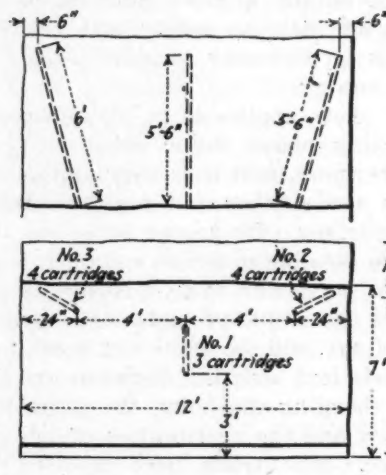 6"
6"
6'
5'-6"
5'-6"
No.3
4 cartridges
No.2
4 cartridges
24"
4'
4'
24"
No.1
3 cartridges
12'
3'
7